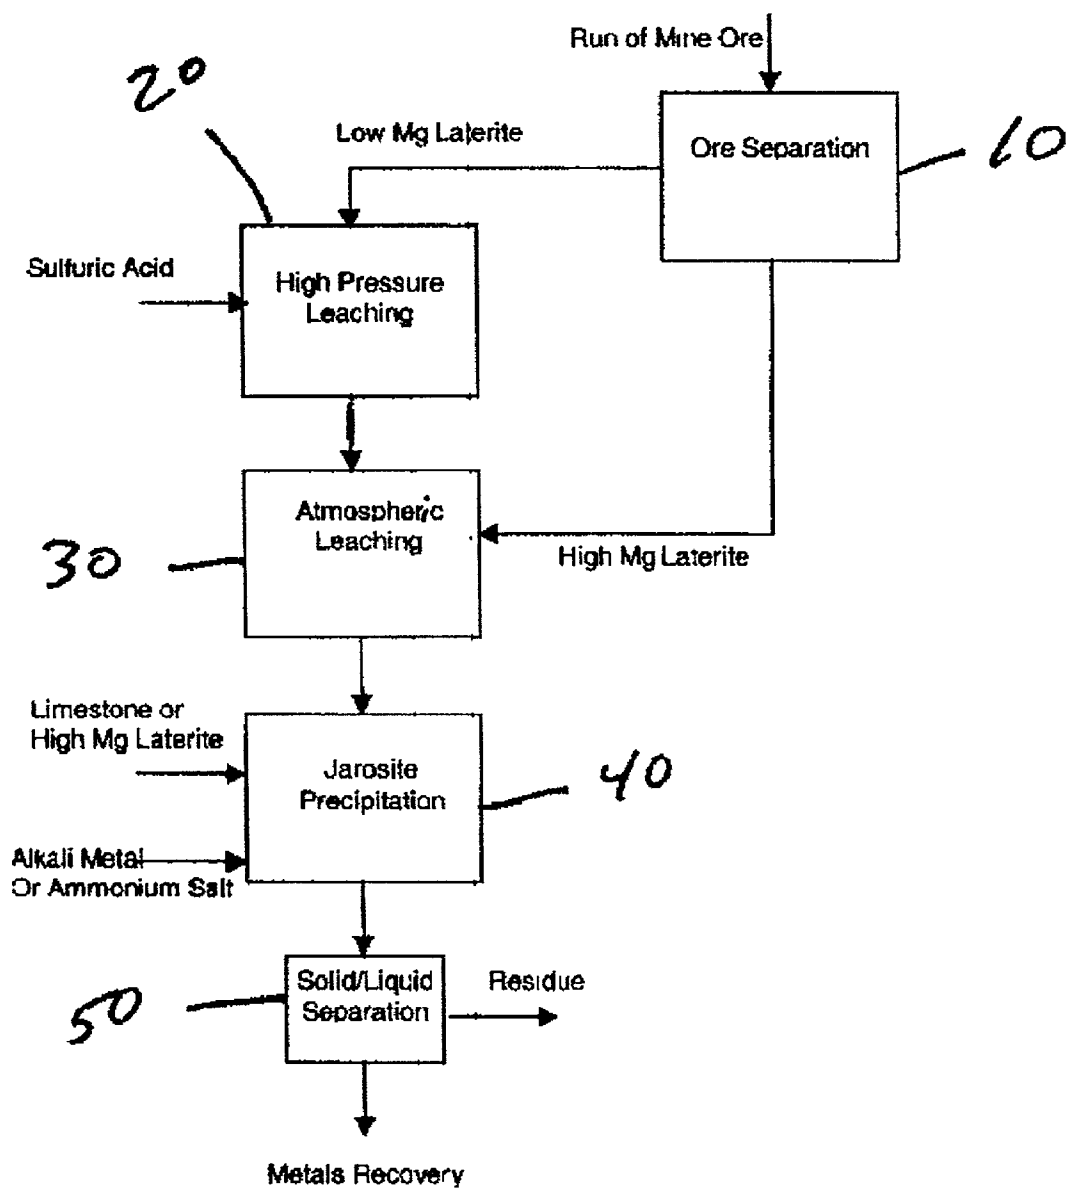 Run of Mine Ore
20
Low Mg Laterite
Ore Separation
10
Sulfuric Acid
High Pressure
Leaching
Atmospheric
Leaching
30
High Mg Laterite
Limestone or
High Mg Laterite
Jarosite
Precipitation
40
Alkali Metal
Or Ammonium Salt
Solid/Liquid
Separation
Residue
50
Metals Recovery